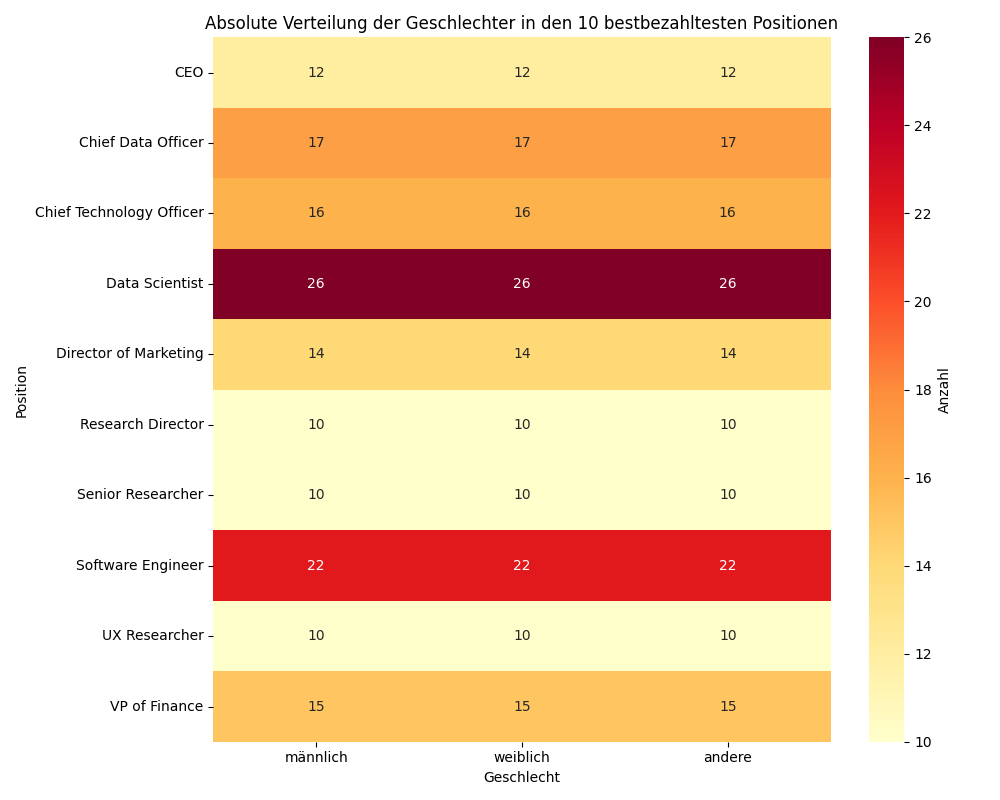 Absolute Verteilung der Geschlechter in den 10 bestbezahltesten Positionen
CEO 12 12 12
Chief Data Officer 17 17 17
Chief Technology Officer 16 16 16
Data Scientist 26 26 26
Director of Marketing 14 14 14
Research Director 10 10 10
Senior Researcher 10 10 10
Software Engineer 22 22 22
UX Researcher 10 10 10
VP of Finance 15 15 15
männlich weiblich andere
Geschlecht
Position
26
24
22
20
18
16
14
12
10
Anzahl